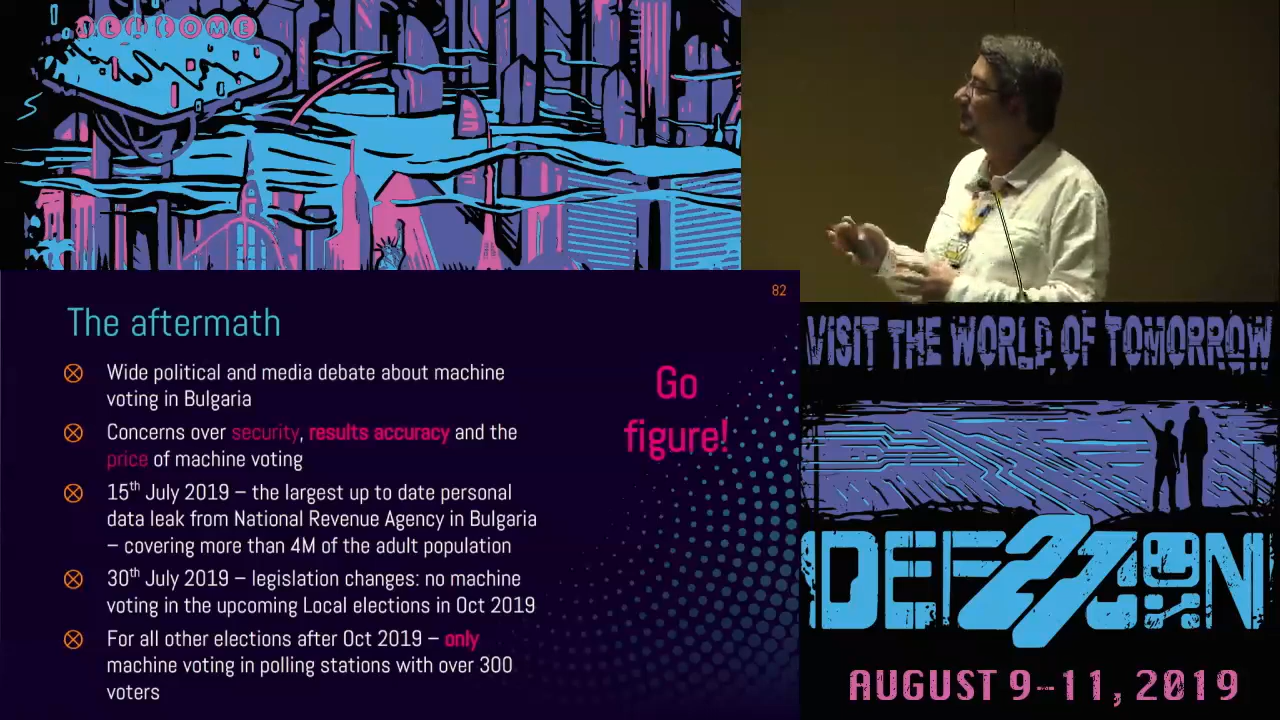 WELCOME
82
The aftermath
Wide political and media debate about machine
voting in Bulgaria
Concerns over security, results accuracy and the
price of machine voting
15th July 2019 – the largest up to date personal
data leak from National Revenue Agency in Bulgaria
– covering more than 4M of the adult population
30th July 2019 – legislation changes: no machine
voting in the upcoming Local elections in Oct 2019
For all other elections after Oct 2019 – only
machine voting in polling stations with over 300
voters
Go
figure!
VISIT THE WORLD OF TOMORROW
DEF 27 CON
AUGUST 9-11, 2019